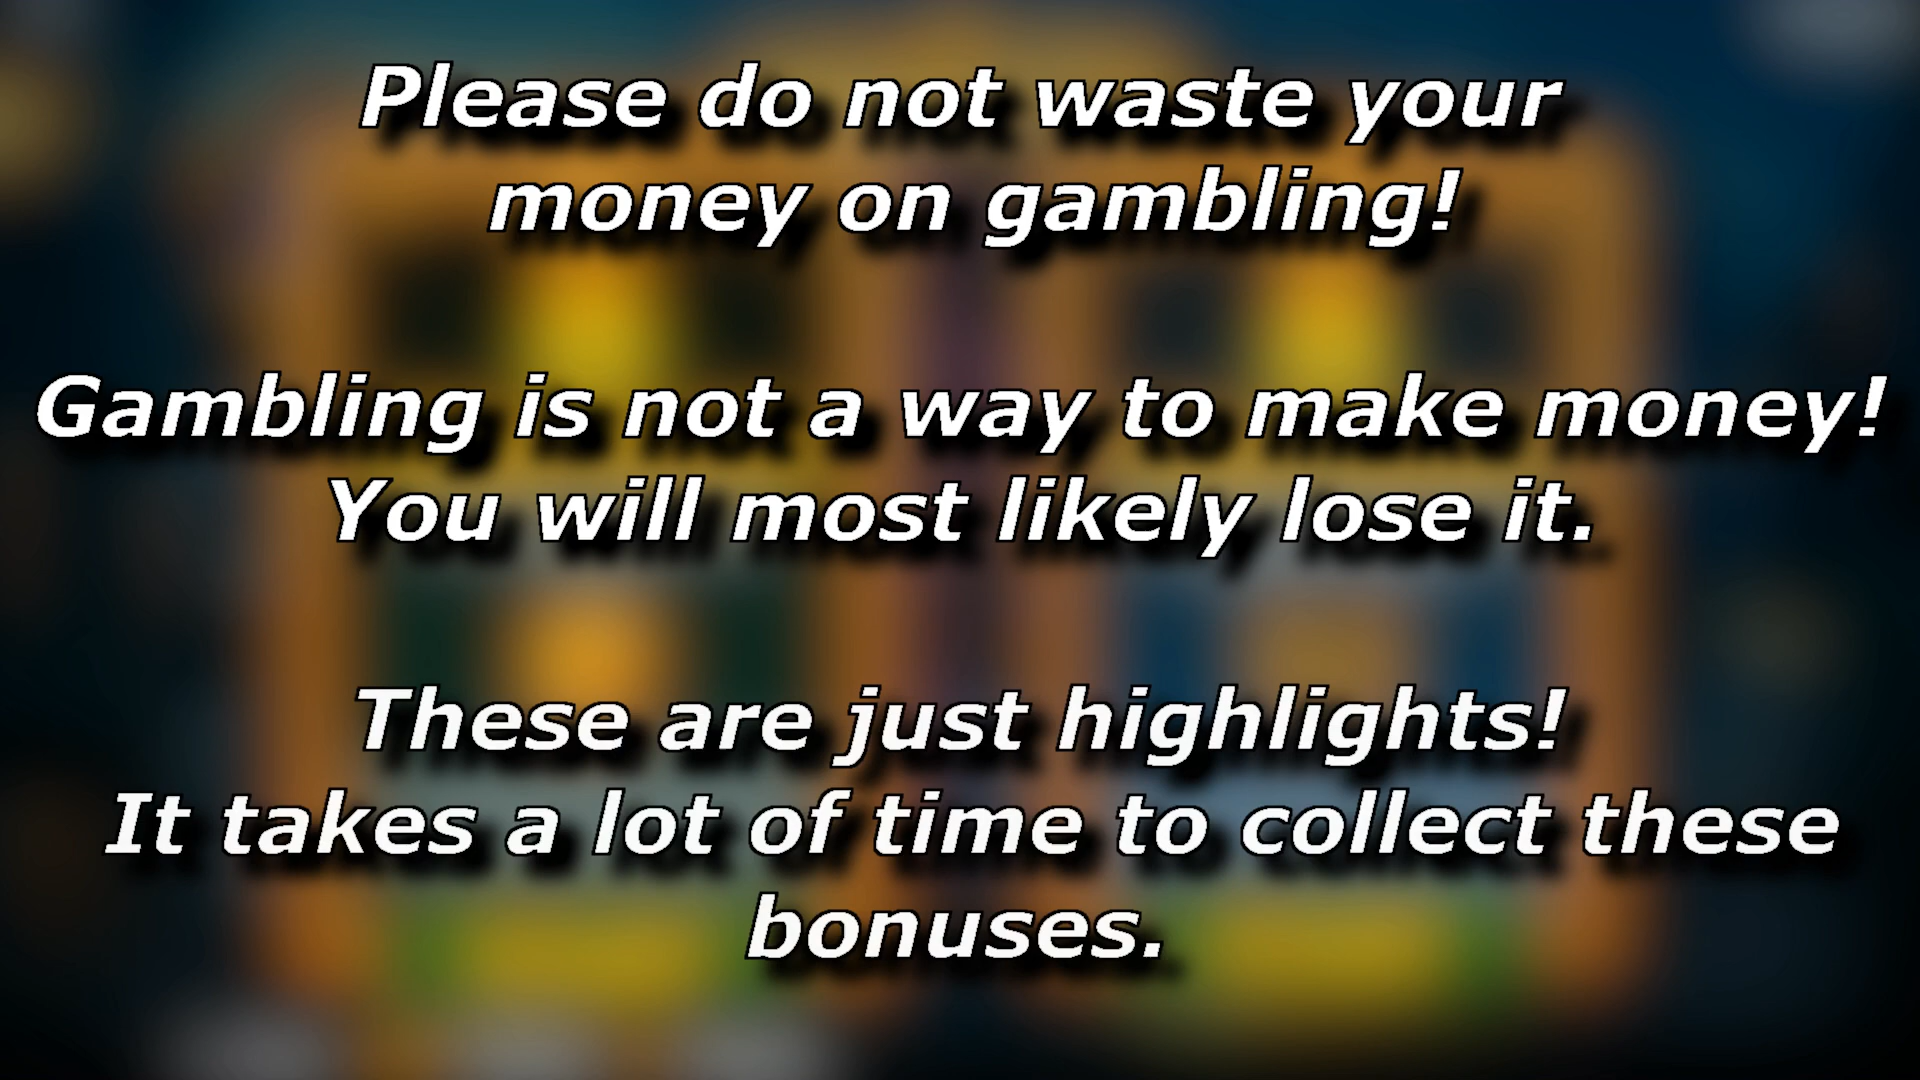 Please do not waste your
money on gambling!
Gambling is not a way to make money!
You will most likely lose it.
These are just highlights!
It takes a lot of time to collect these
bonuses.